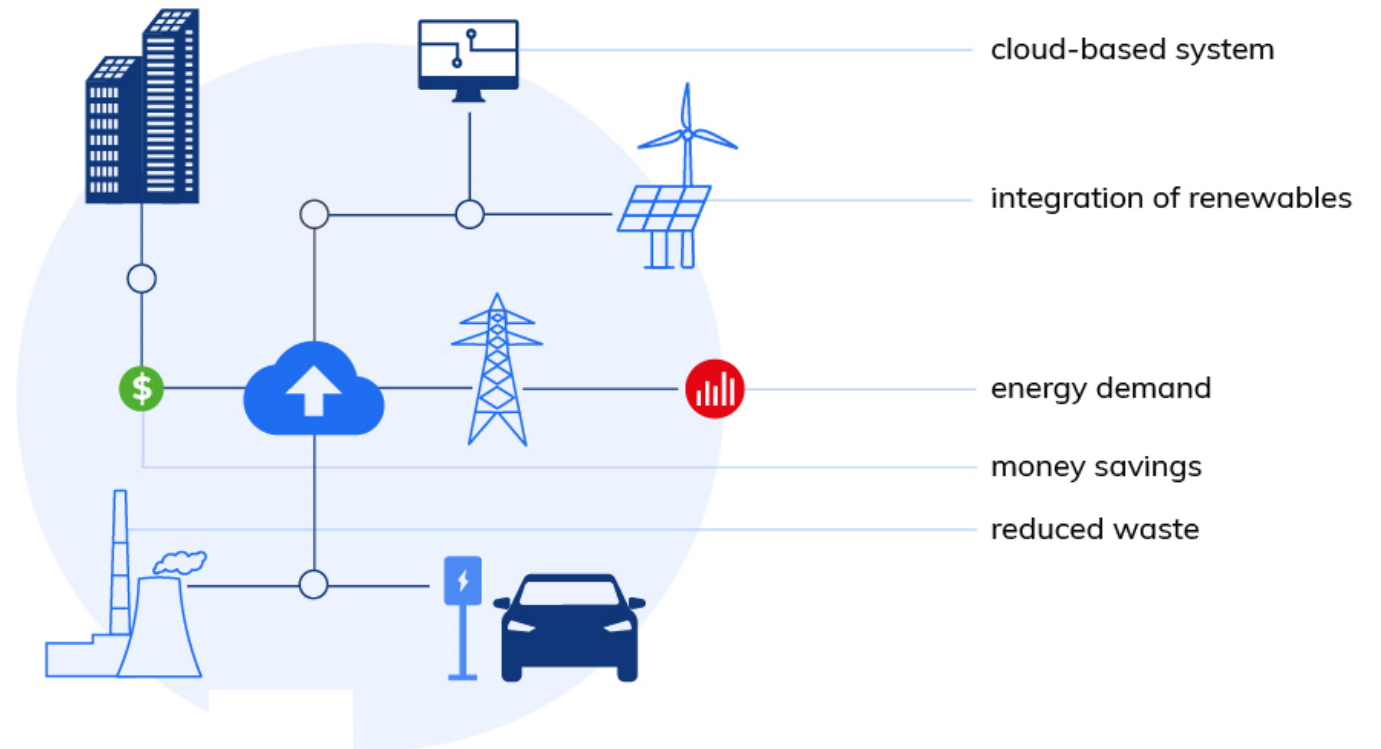 cloud-based system
integration of renewables
energy demand
$
money savings
reduced waste